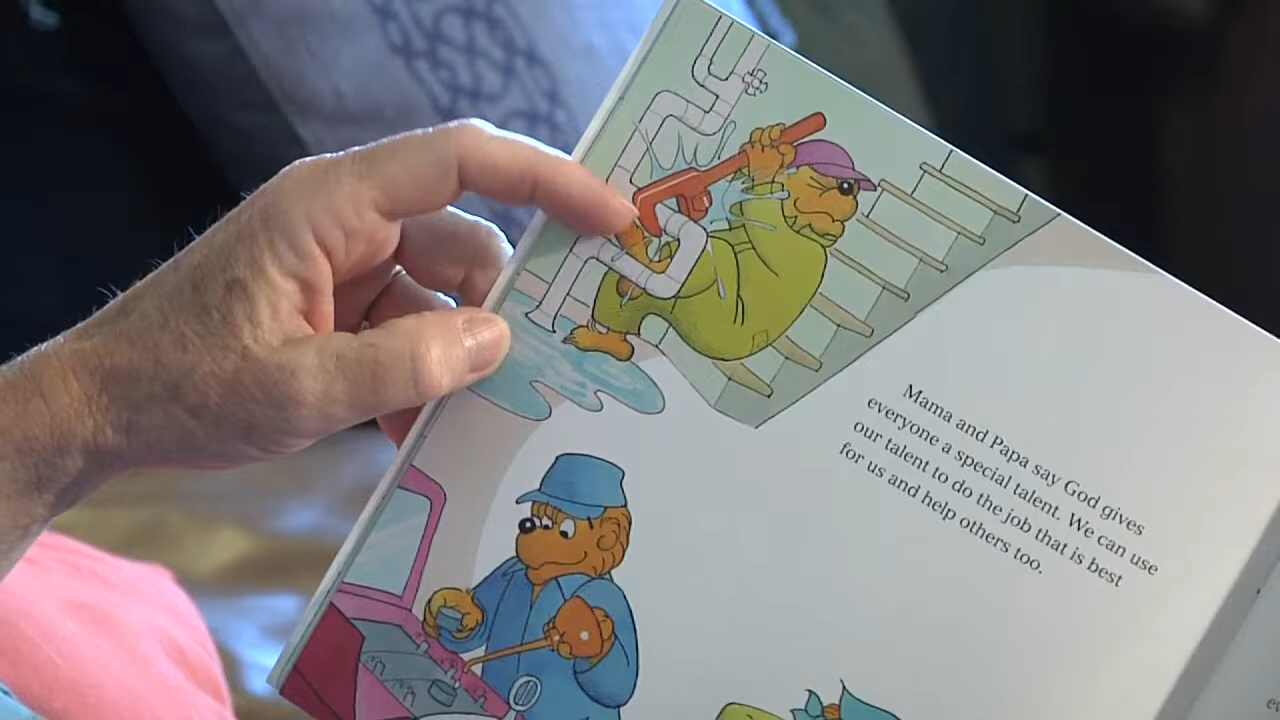 Mama and Papa say God gives
everyone a special talent. We can use
our talent to do the job that is best
for us and help others too.